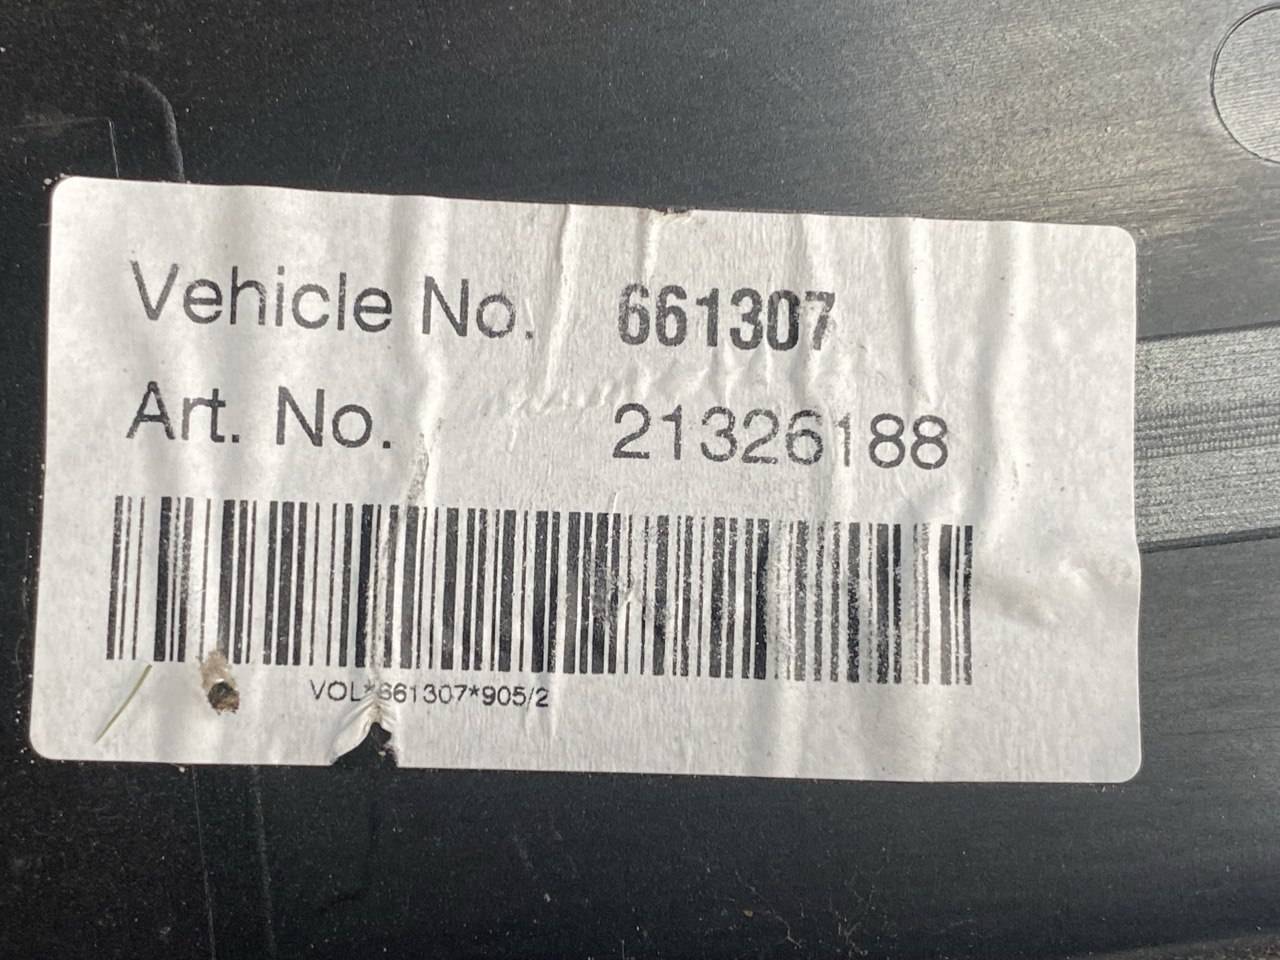 Vehicle No. 661307
Art. No. 21326188
VOL*661307*905/2